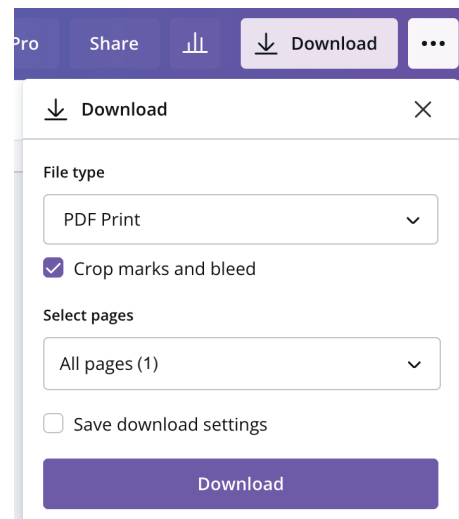 Pro Share Download
Download
File type
PDF Print
Crop marks and bleed
Select pages
All pages (1)
Save download settings
Download